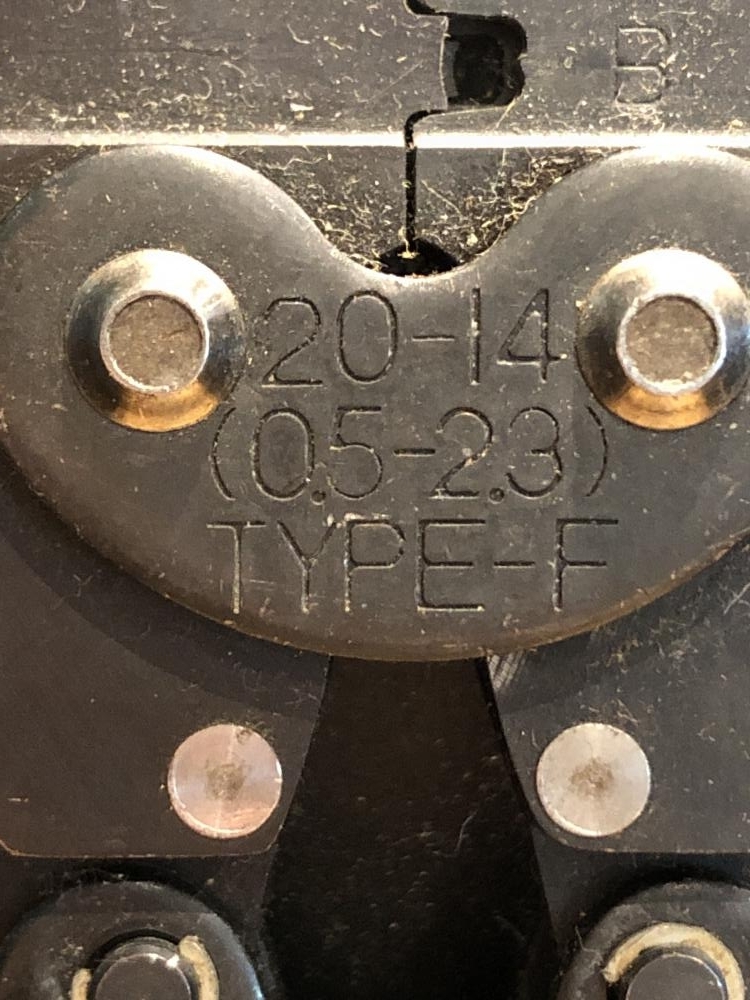 B
20-14
(0.5-2.3)
TYPE-F